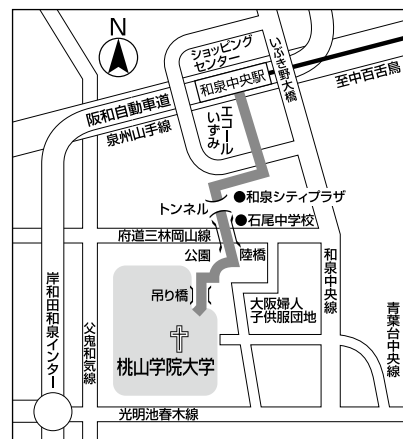 N
ショッピング
センター
和泉中央駅
いぶき野大橋
至中百舌鳥
阪和自動車道
泉州山手線
エコール
いずみ
トンネル
●和泉シティプラザ
●石尾中学校
府道三林岡山線
公園
陸橋
吊り橋
桃山学院大学
大阪婦人
子供服団地
和泉中央線
青葉台中央線
岸和田和泉インター
父鬼和気線
光明池春木線